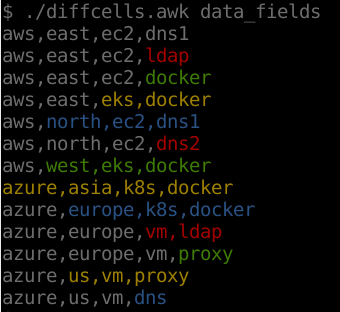 $ ./diffcells.awk data_fields
aws,east,ec2,dns1
aws,east,ec2,ldap
aws,east,ec2,docker
aws,east,eks,docker
aws,north,ec2,dns1
aws,north,ec2,dns2
aws,west,eks,docker
azure,asia,k8s,docker
azure,europe,k8s,docker
azure,europe,vm,ldap
azure,europe,vm,proxy
azure,us,vm,proxy
azure,us,vm,dns